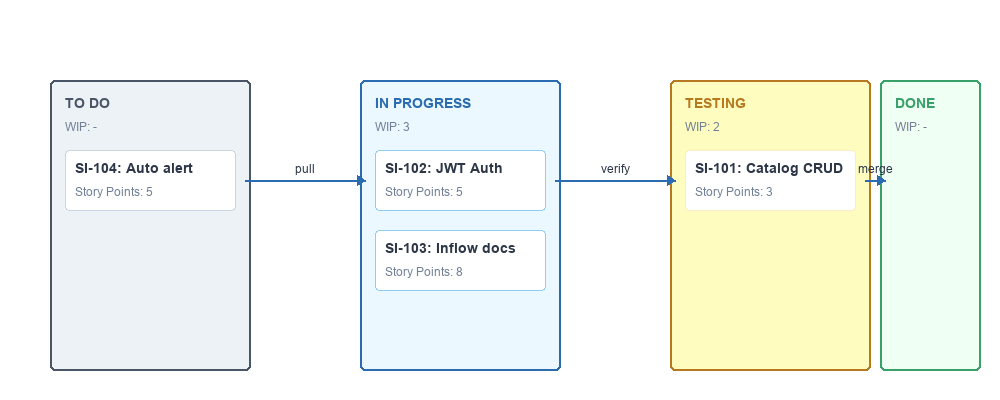 TO DO
WIP: -
SI-104: Auto alert
Story Points: 5
pull
IN PROGRESS
WIP: 3
SI-102: JWT Auth
Story Points: 5
SI-103: Inflow docs
Story Points: 8
verify
TESTING
WIP: 2
SI-101: Catalog CRUD
Story Points: 3
merge
DONE
WIP: -